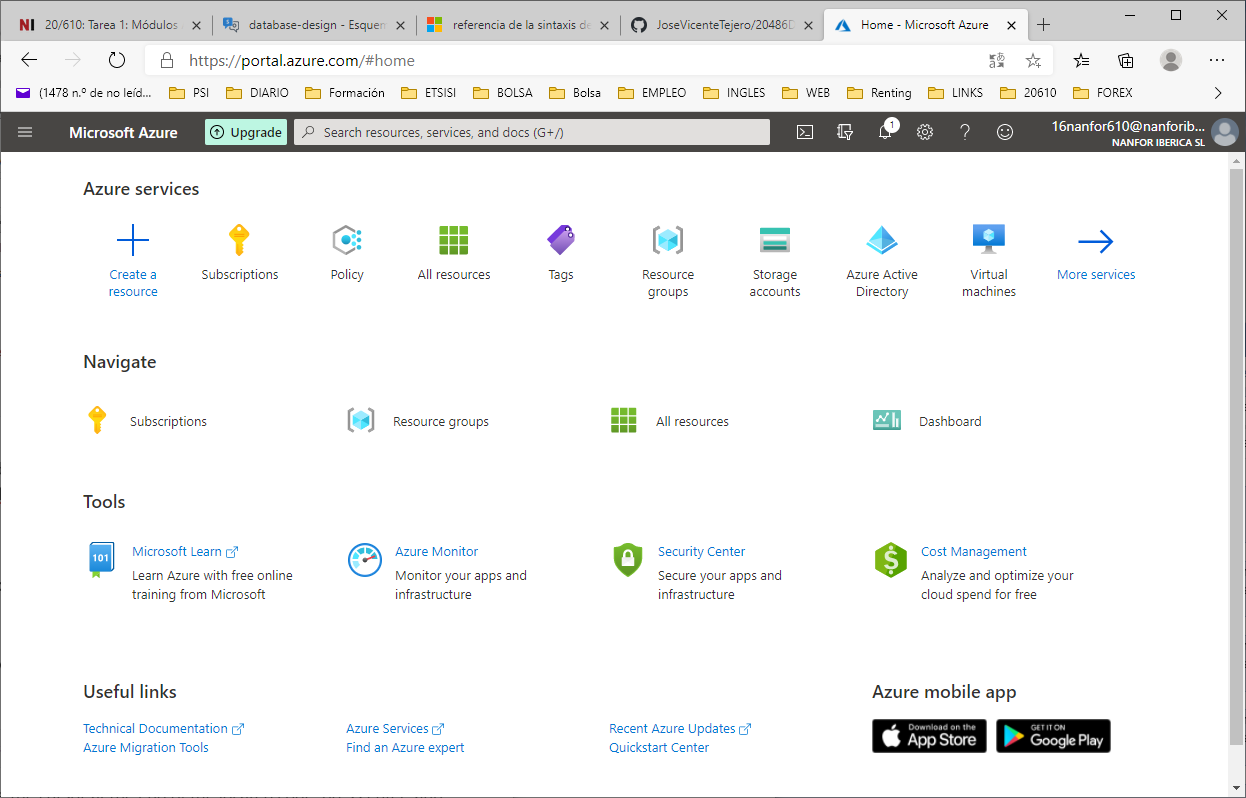 NI 20/610: Tarea 1: Módulos
database-design - Esquem
referencia de la sintaxis de
JoseVicenteTejero/20486D
Home - Microsoft Azure
https://portal.azure.com/#home
(1478 n.º de no leíd...
PSI
DIARIO
Formación
ETSISI
BOLSA
Bolsa
EMPLEO
INGLES
WEB
Renting
LINKS
20610
FOREX
Microsoft Azure
Upgrade
Search resources, services, and docs (G+/)
1
16nanfor610@nanforib...
NANFOR IBERICA SL
Azure services
Create a resource
Subscriptions
Policy
All resources
Tags
Resource groups
Storage accounts
Azure Active Directory
Virtual machines
More services
Navigate
Subscriptions
Resource groups
All resources
Dashboard
Tools
101
Microsoft Learn
Learn Azure with free online
training from Microsoft
Azure Monitor
Monitor your apps and
infrastructure
Security Center
Secure your apps and
infrastructure
Cost Management
Analyze and optimize your
cloud spend for free
Useful links
Technical Documentation
Azure Migration Tools
Azure Services
Find an Azure expert
Recent Azure Updates
Quickstart Center
Azure mobile app
Download on the
App Store
GET IT ON
Google Play